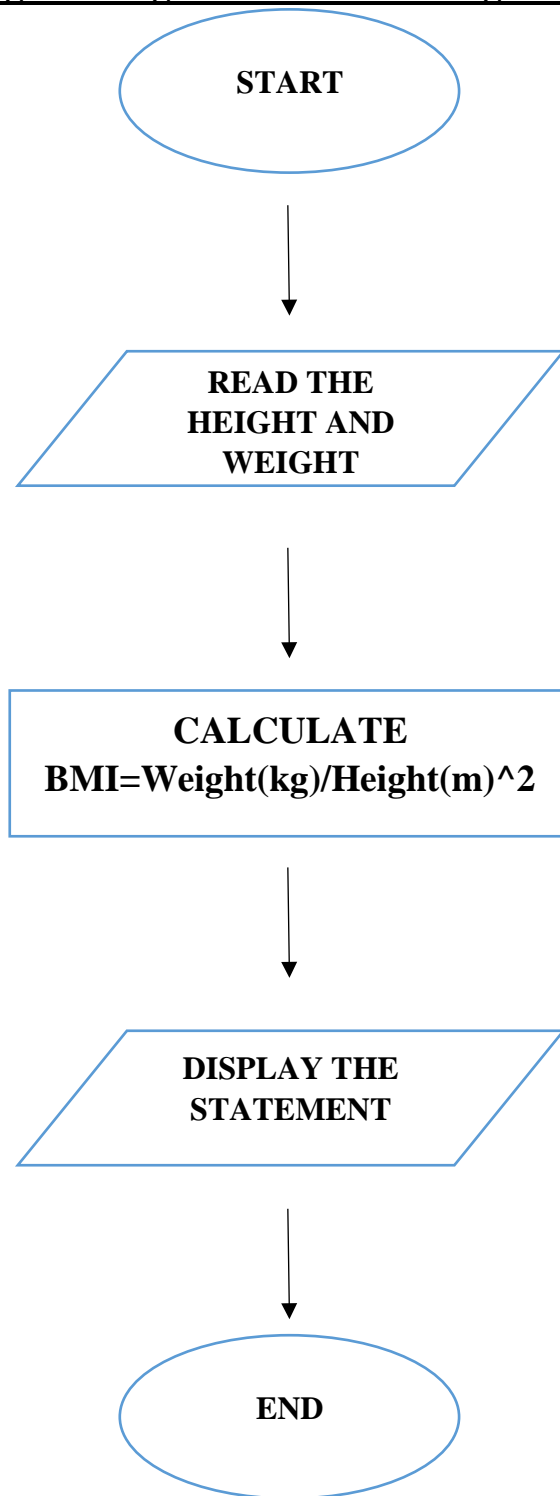 START
READ THE
HEIGHT AND
WEIGHT
CALCULATE
BMI=Weight(kg)/Height(m)^2
DISPLAY THE
STATEMENT
END